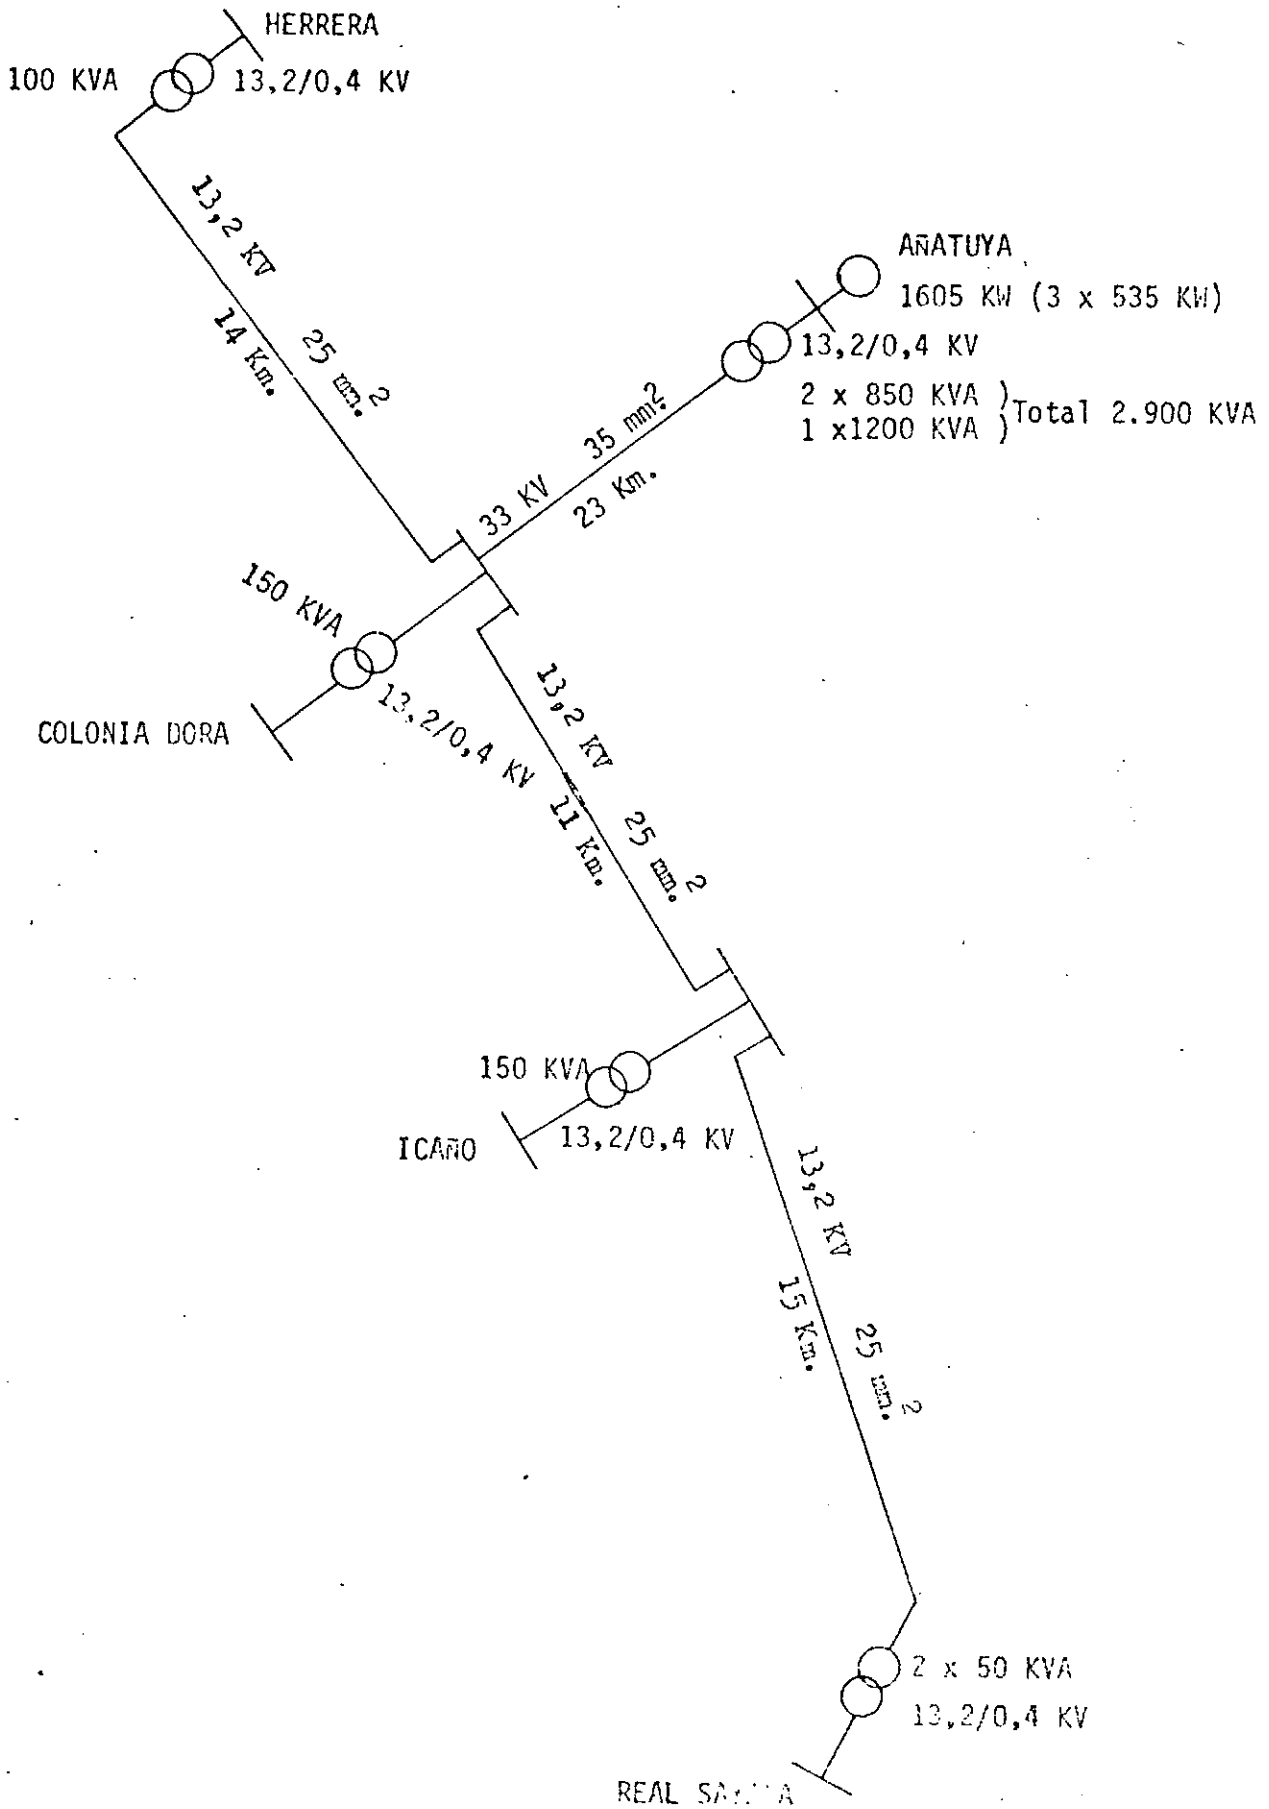 HERRERA
100 KVA
13,2/0,4 KV
13,2 KV
14 Km.
25 mm.²
AÑATUYA
1605 KW (3 x 535 KW)
13,2/0,4 KV
2 x 850 KVA )
1 x1200 KVA )
Total 2.900 KVA
33 KV
35 mm²
23 Km.
150 KVA
13,2/0,4 KV
COLONIA DORA
13,2 KV
11 Km.
25 mm.²
150 KVA
13,2/0,4 KV
ICAÑO
13,2 KV
15 Km.
25 mm.²
2 x 50 KVA
13,2/0,4 KV
REAL